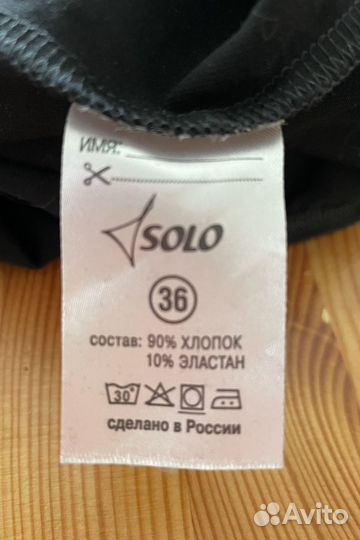 ИМЯ:
SOLO
36
состав: 90% ХЛОПОК
10% ЭЛАСТАН
30°
сделано в России
Avito